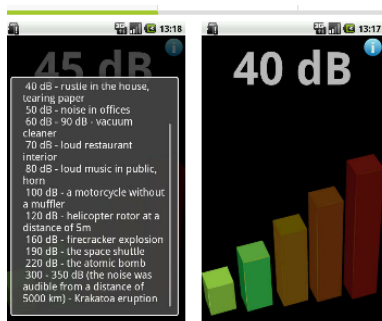 13:18
45 dB
40 dB - rustle in the house,
tearing paper
50 dB - noise in offices
60 dB - 90 dB - vacuum
cleaner
70 dB - loud restaurant
interior
80 dB - loud music in public,
horn
100 dB - a motorcycle without
a muffler
120 dB - helicopter rotor at a
distance of 5m
160 dB - firecracker explosion
190 dB - the space shuttle
220 dB - the atomic bomb
300 - 350 dB (the noise was
audible from a distance of
5000 km) - Krakatoa eruption
3G 13:17
i
40 dB